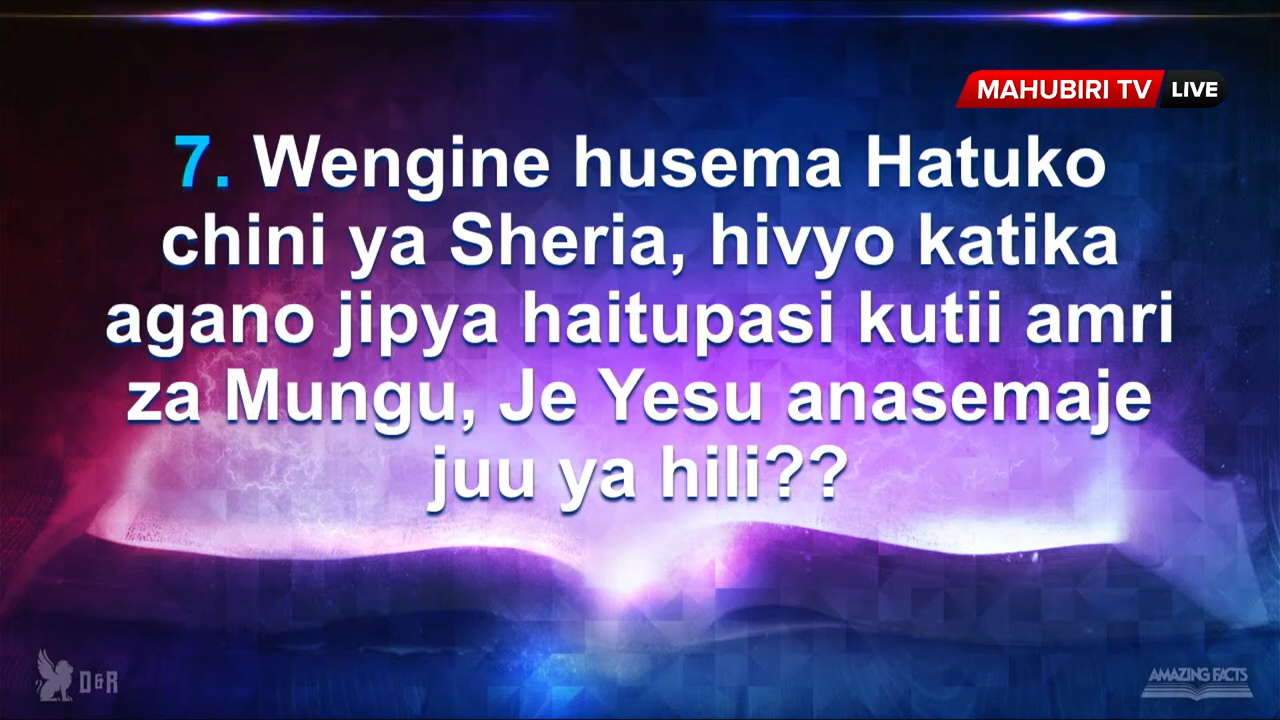 MAHUBIRI TV LIVE
7. Wengine husema Hatuko
chini ya Sheria, hivyo katika
agano jipya haitupasi kutii amri
za Mungu, Je Yesu anasemaje
juu ya hili??
D&R
AMAZING FACTS